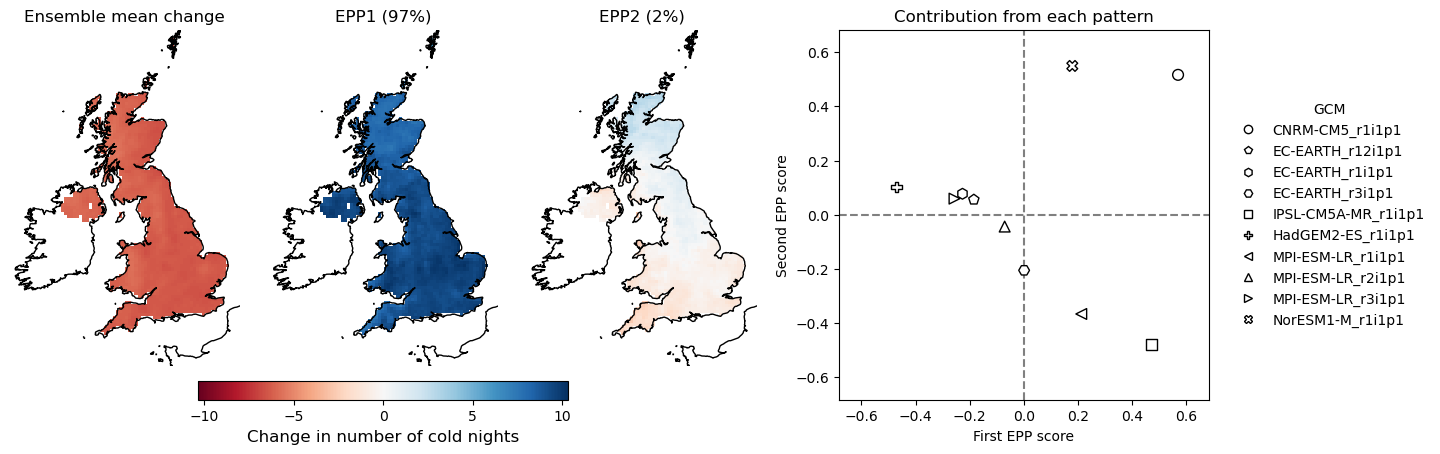 Ensemble mean change
EPP1 (97%)
EPP2 (2%)
−10
−5
0
5
10
Change in number of cold nights
Contribution from each pattern
Second EPP score
0.6
0.4
0.2
0.0
−0.2
−0.4
−0.6
−0.6
−0.4
−0.2
0.0
0.2
0.4
0.6
First EPP score
GCM
CNRM-CM5_r1i1p1
EC-EARTH_r12i1p1
EC-EARTH_r1i1p1
EC-EARTH_r3i1p1
IPSL-CM5A-MR_r1i1p1
HadGEM2-ES_r1i1p1
MPI-ESM-LR_r1i1p1
MPI-ESM-LR_r2i1p1
MPI-ESM-LR_r3i1p1
NorESM1-M_r1i1p1